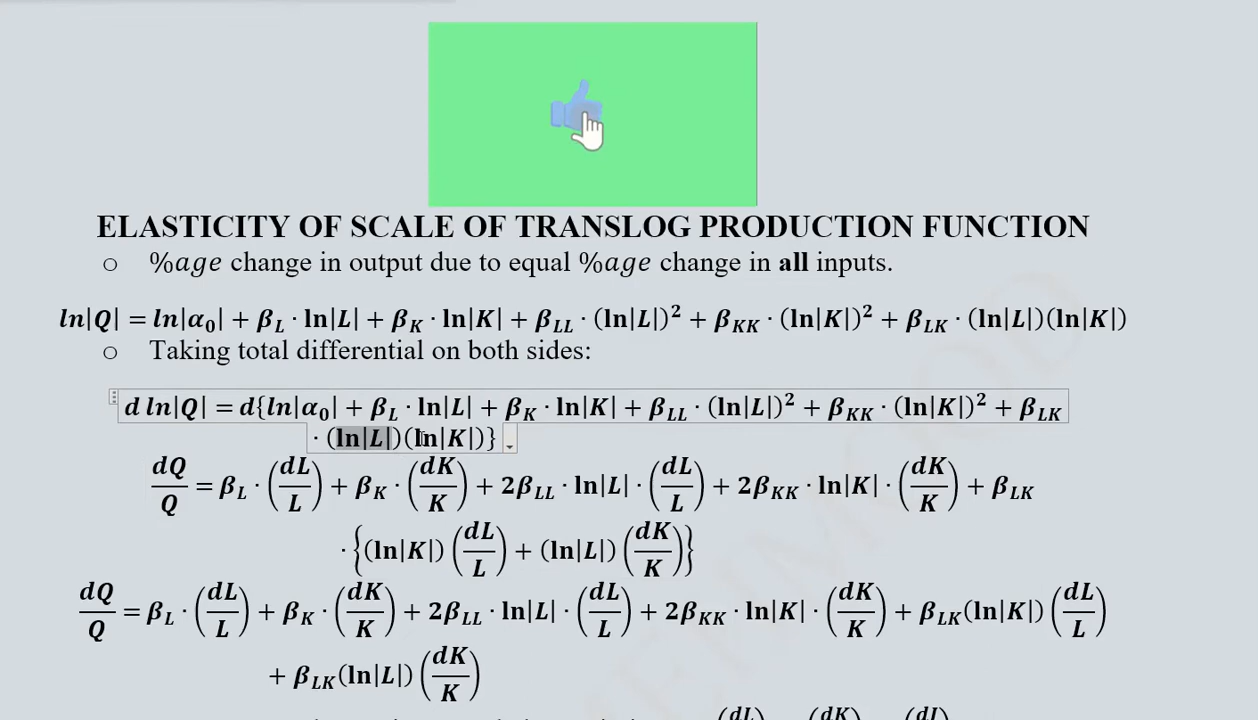 ELASTICITY OF SCALE OF TRANSLOG PRODUCTION FUNCTION
○ %age change in output due to equal %age change in all inputs.
ln|Q| = ln|α₀| + β_L · ln|L| + β_K · ln|K| + β_LL · (ln|L|)² + β_KK · (ln|K|)² + β_LK · (ln|L|)(ln|K|)
○ Taking total differential on both sides:
d ln|Q| = d{ln|α₀| + β_L · ln|L| + β_K · ln|K| + β_LL · (ln|L|)² + β_KK · (ln|K|)² + β_LK
· (ln|L|)(ln|K|)}
dQ/Q = β_L · (dL/L) + β_K · (dK/K) + 2β_LL · ln|L| · (dL/L) + 2β_KK · ln|K| · (dK/K) + β_LK
· {(ln|K|) (dL/L) + (ln|L|) (dK/K)}
dQ/Q = β_L · (dL/L) + β_K · (dK/K) + 2β_LL · ln|L| · (dL/L) + 2β_KK · ln|K| · (dK/K) + β_LK(ln|K|) (dL/L)
+ β_LK(ln|L|) (dK/K)